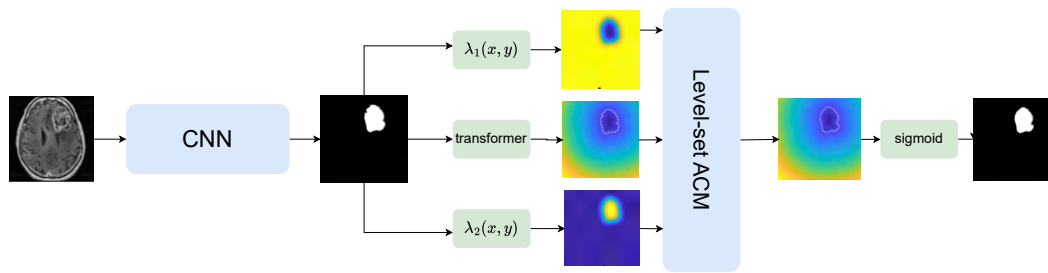 λ₁(x, y)
CNN
transformer
Level-set ACM
sigmoid
λ₂(x, y)